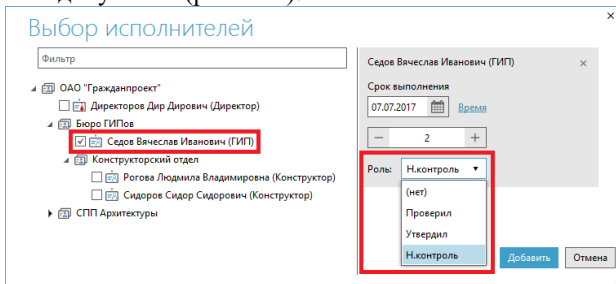 Выбор исполнителей
Фильтр
ОАО "Гражданпроект"
Директоров Дир Дирович (Директор)
Бюро ГИПов
Седов Вячеслав Иванович (ГИП)
Конструкторский отдел
Рогова Людмила Владимировна (Конструктор)
Сидоров Сидор Сидорович (Конструктор)
СПП Архитектуры
Седов Вячеслав Иванович (ГИП)
Срок выполнения
07.07.2017 Время
2
Роль: Н.контроль
(нет)
Проверил
Утвердил
Н.контроль
Добавить Отмена